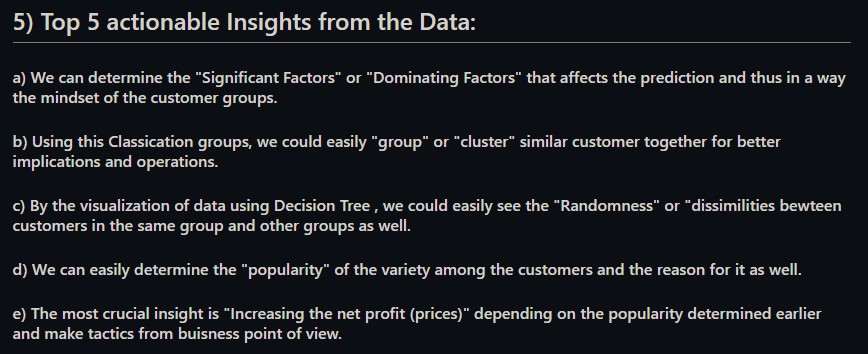 5) Top 5 actionable Insights from the Data:
a) We can determine the "Significant Factors" or "Dominating Factors" that affects the prediction and thus in a way
the mindset of the customer groups.
b) Using this Classication groups, we could easily "group" or "cluster" similar customer together for better
implications and operations.
c) By the visualization of data using Decision Tree , we could easily see the "Randomness" or "dissimilities bewteen
customers in the same group and other groups as well.
d) We can easily determine the "popularity" of the variety among the customers and the reason for it as well.
e) The most crucial insight is "Increasing the net profit (prices)" depending on the popularity determined earlier
and make tactics from buisness point of view.